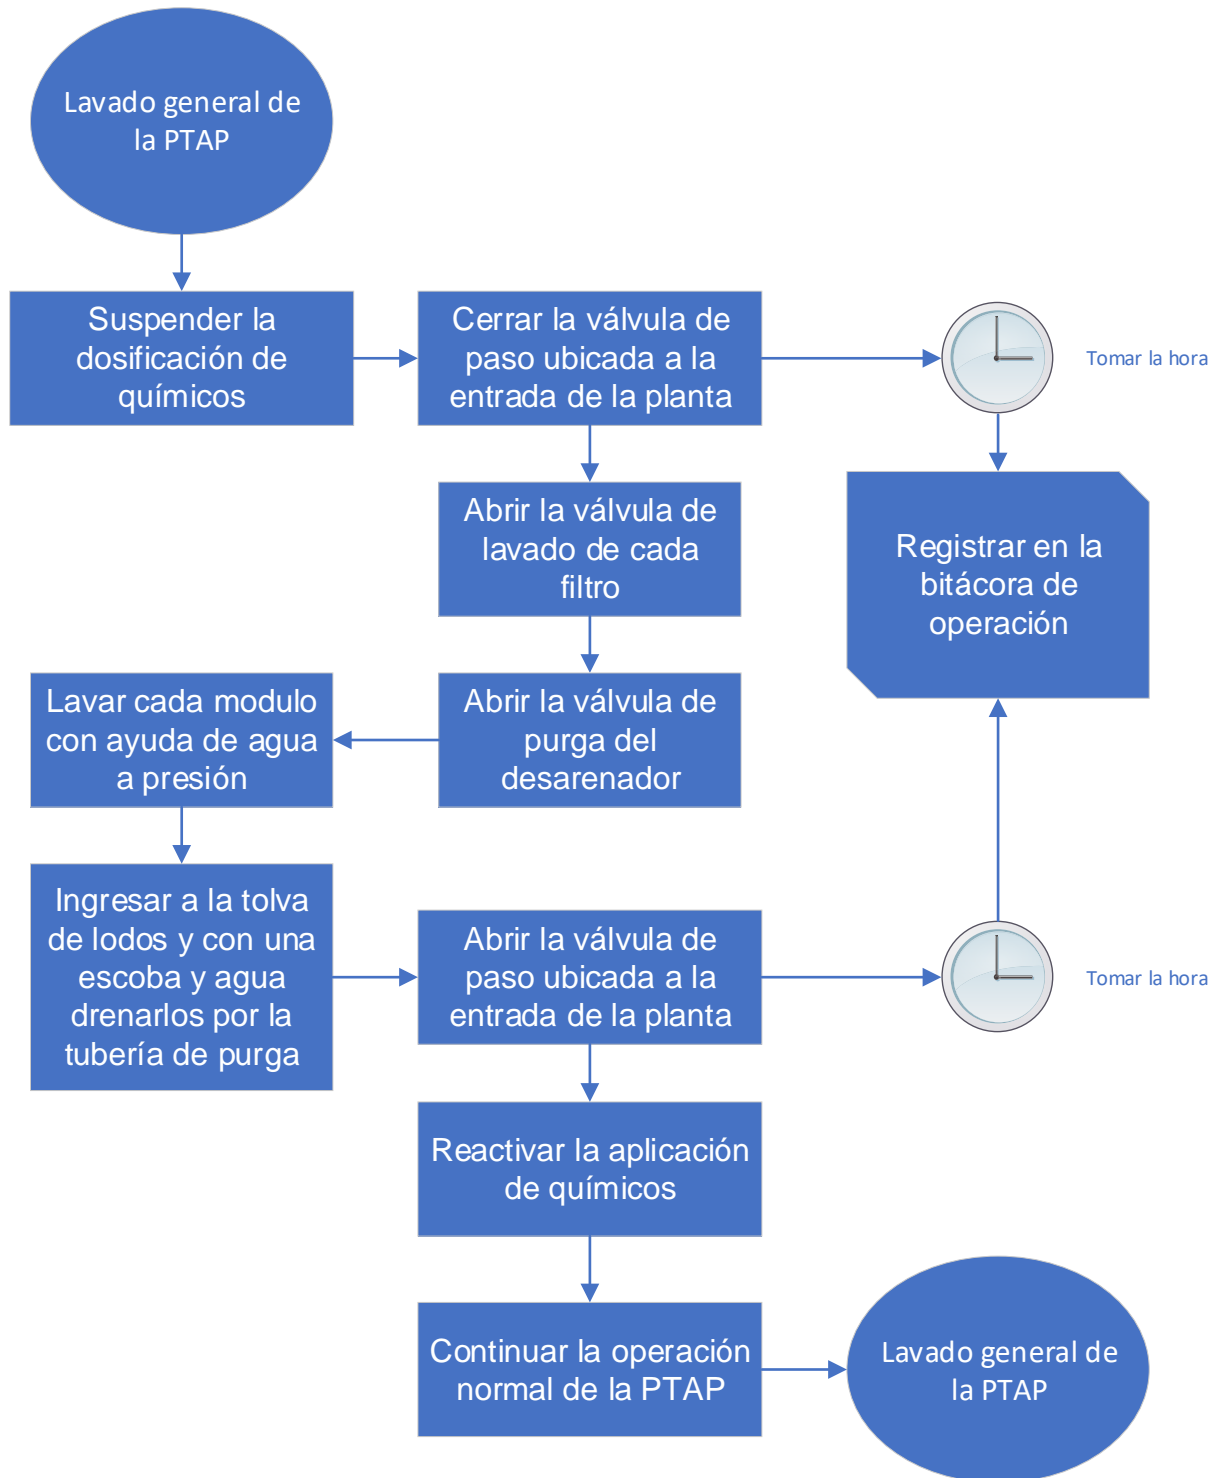 Lavado general de
la PTAP
Suspender la
dosificación de
químicos
Cerrar la válvula de
paso ubicada a la
entrada de la planta
Tomar la hora
Abrir la válvula de
lavado de cada
filtro
Registrar en la
bitácora de
operación
Abrir la válvula de
purga del
desarenador
Lavar cada modulo
con ayuda de agua
a presión
Ingresar a la tolva
de lodos y con una
escoba y agua
drenarlos por la
tubería de purga
Abrir la válvula de
paso ubicada a la
entrada de la planta
Tomar la hora
Reactivar la aplicación
de químicos
Continuar la operación
normal de la PTAP
Lavado general de
la PTAP